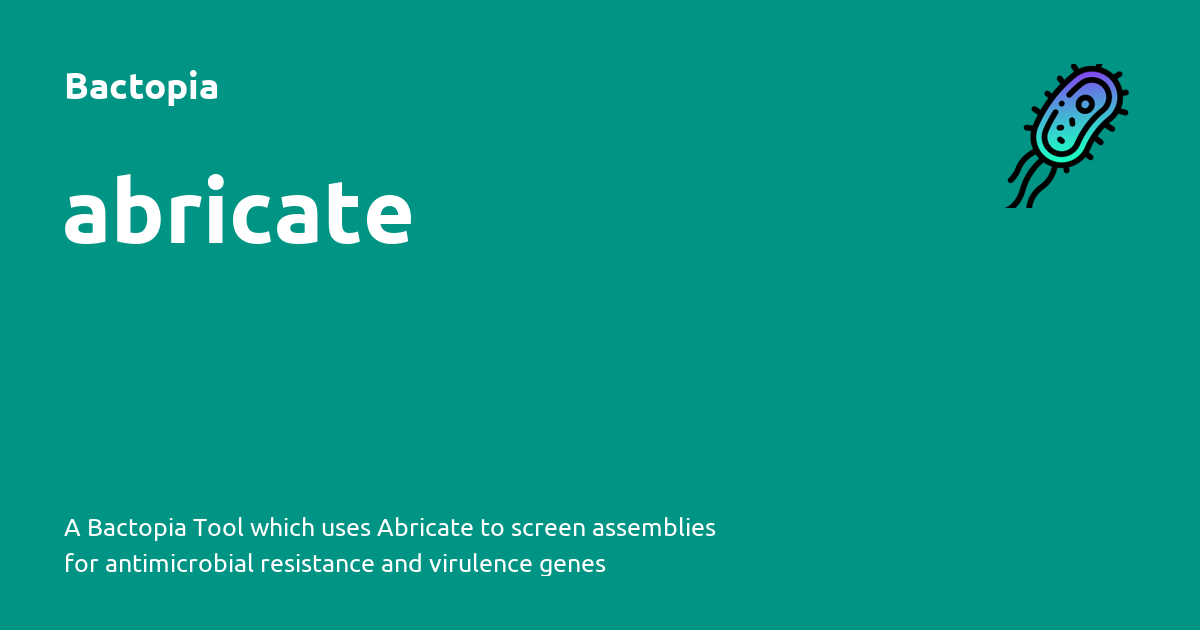 Bactopia
abricate
A Bactopia Tool which uses Abricate to screen assemblies
for antimicrobial resistance and virulence genes